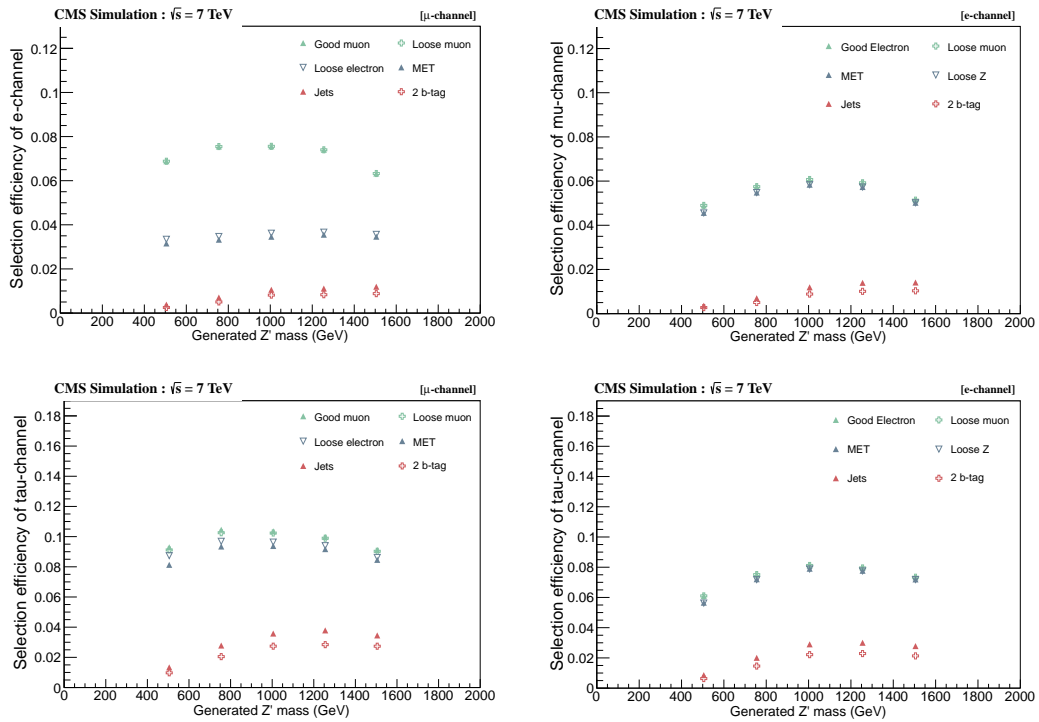 CMS Simulation : √s = 7 TeV [μ-channel]
Selection efficiency of e-channel
0.12
0.1
0.08
0.06
0.04
0.02
0
Good muon Loose muon
Loose electron MET
Jets 2 b-tag
0 200 400 600 800 1000 1200 1400 1600 1800 2000
Generated Z' mass (GeV)
CMS Simulation : √s = 7 TeV [e-channel]
Selection efficiency of mu-channel
0.12
0.1
0.08
0.06
0.04
0.02
0
Good Electron Loose muon
MET Loose Z
Jets 2 b-tag
0 200 400 600 800 1000 1200 1400 1600 1800 2000
Generated Z' mass (GeV)
CMS Simulation : √s = 7 TeV [μ-channel]
Selection efficiency of tau-channel
0.18
0.16
0.14
0.12
0.1
0.08
0.06
0.04
0.02
0
Good muon Loose muon
Loose electron MET
Jets 2 b-tag
0 200 400 600 800 1000 1200 1400 1600 1800 2000
Generated Z' mass (GeV)
CMS Simulation : √s = 7 TeV [e-channel]
Selection efficiency of tau-channel
0.18
0.16
0.14
0.12
0.1
0.08
0.06
0.04
0.02
0
Good Electron Loose muon
MET Loose Z
Jets 2 b-tag
0 200 400 600 800 1000 1200 1400 1600 1800 2000
Generated Z' mass (GeV)